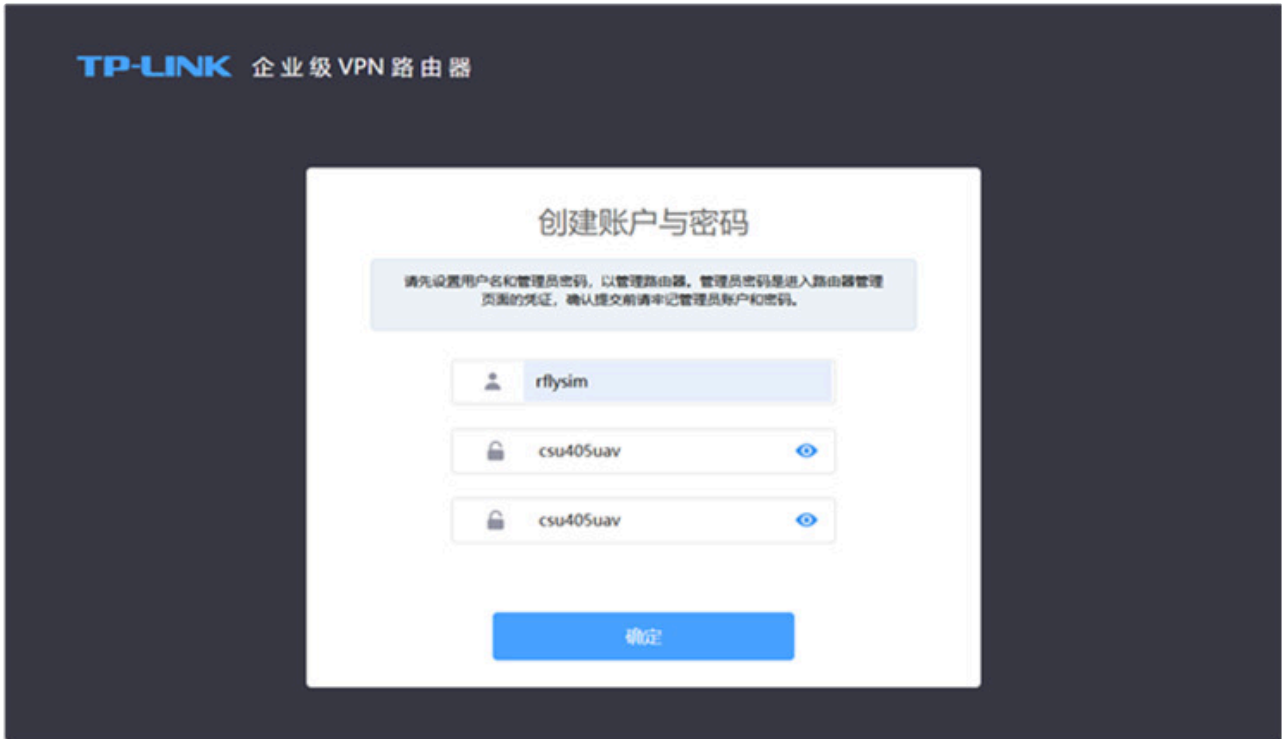 TP-LINK 企业级VPN路由器
创建账户与密码
请先设置用户名和管理员密码，以管理路由器。管理员密码是进入路由器管理
页面的凭证，确认提交前请牢记管理员账户和密码。
rflysim
csu405uav
csu405uav
确定